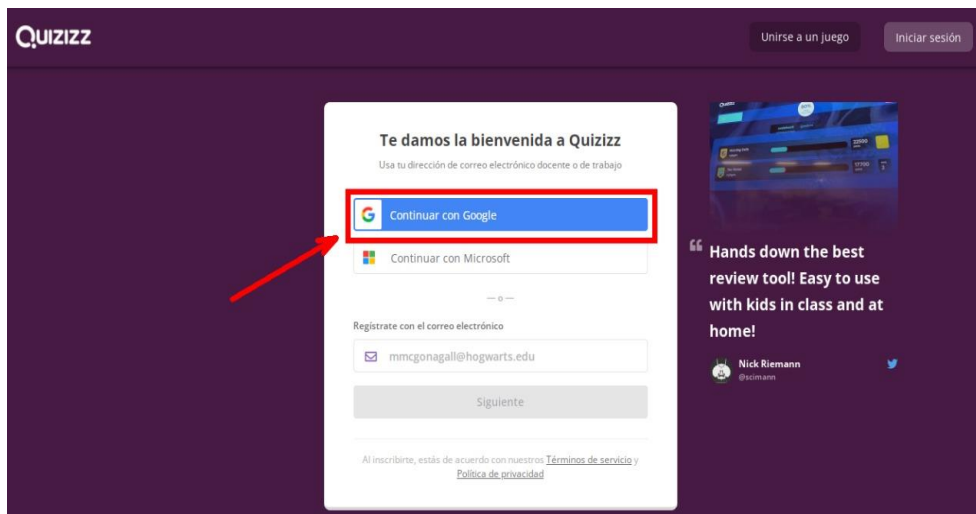 QUIZIZZ
Unirse a un juego
Iniciar sesión
Te damos la bienvenida a Quizizz
Usa tu dirección de correo electrónico docente o de trabajo
Continuar con Google
Continuar con Microsoft
— o —
Regístrate con el correo electrónico
mmcgonagall@hogwarts.edu
Siguiente
Al inscribirte, estás de acuerdo con nuestros Términos de servicio y
Política de privacidad
“ Hands down the best
review tool! Easy to use
with kids in class and at
home!
Nick Riemann
@scimann